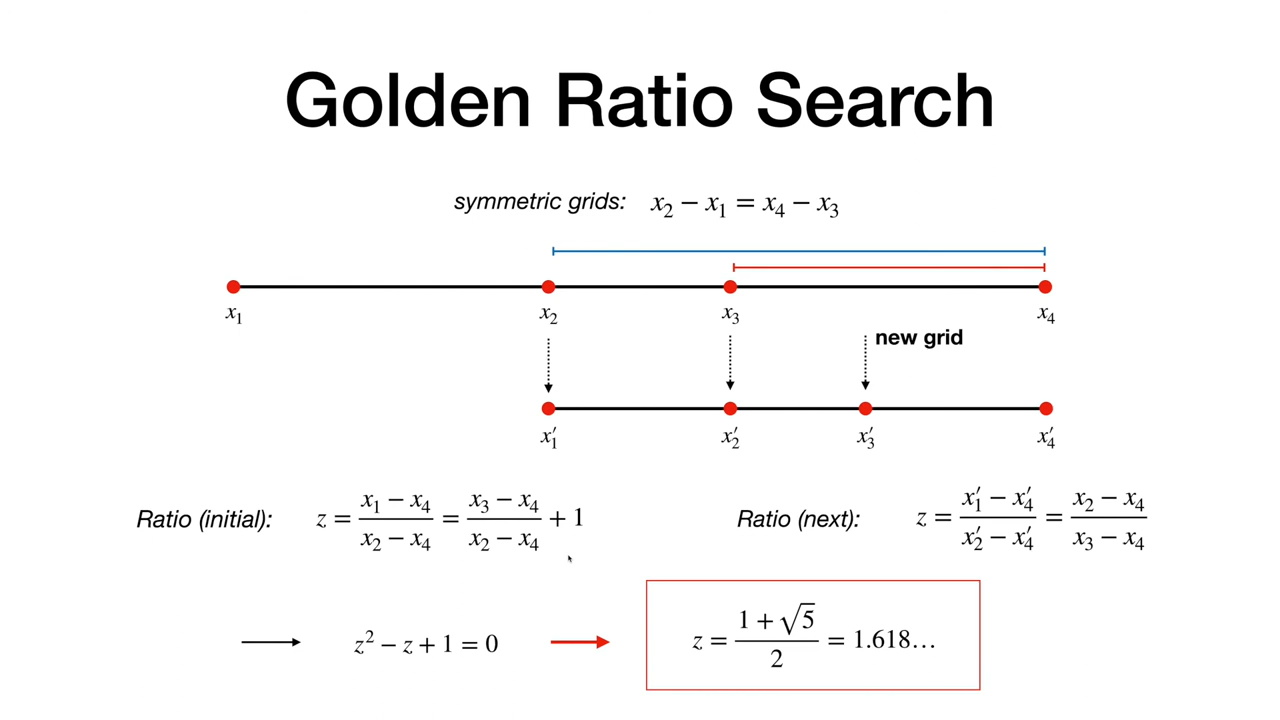 Golden Ratio Search
symmetric grids: x₂ − x₁ = x₄ − x₃
x₁ x₂ x₃ x₄
new grid
x′₁ x′₂ x′₃ x′₄
Ratio (initial): z = (x₁ − x₄)/(x₂ − x₄) = (x₃ − x₄)/(x₂ − x₄) + 1
Ratio (next): z = (x′₁ − x′₄)/(x′₂ − x′₄) = (x₂ − x₄)/(x₃ − x₄)
z² − z + 1 = 0
z = (1 + √5)/2 = 1.618…